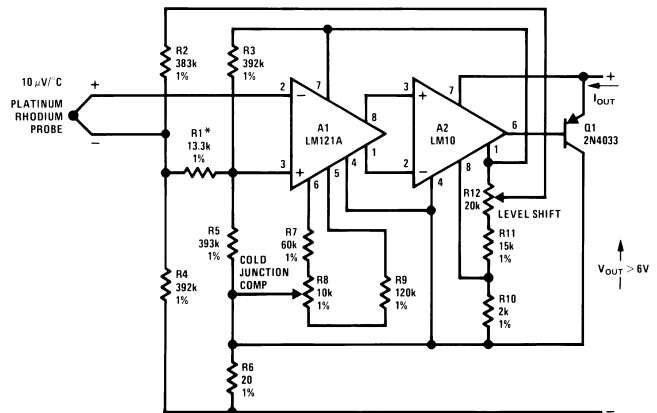 10 µV/°C
PLATINUM
RHODIUM
PROBE
+
−
R2
383k
1%
R3
392k
1%
R1*
13.3k
1%
R4
392k
1%
R5
393k
1%
R6
20
1%
COLD
JUNCTION
COMP
2
−
3
+
7
A1
LM121A
8
1
4
5
6
R7
60k
1%
R8
10k
1%
R9
120k
1%
3
+
2
−
7
A2
LM10
6
1
8
4
R12
20k
LEVEL SHIFT
R11
15k
1%
R10
2k
1%
+
IOUT
Q1
2N4033
VOUT > 6V
−